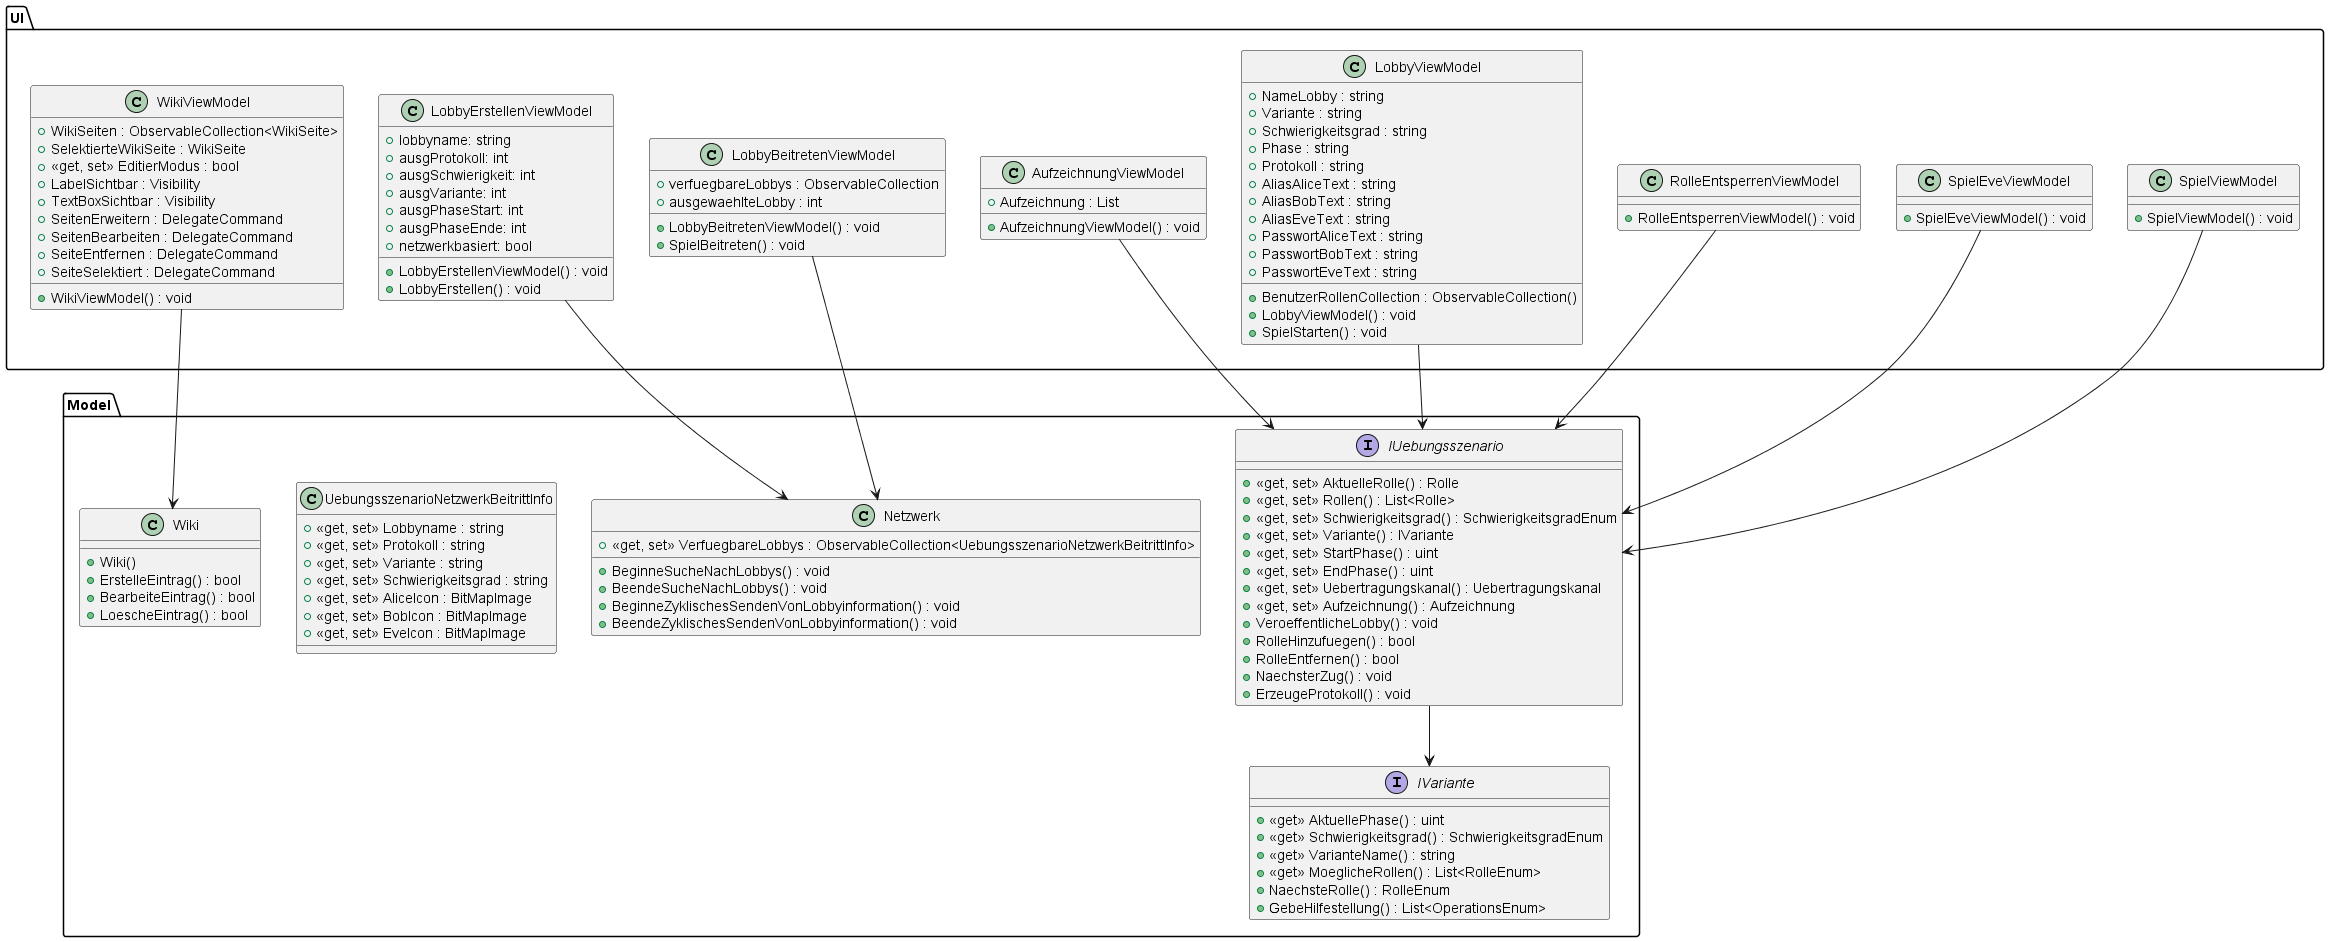 UI
C WikiViewModel
WikiSeiten : ObservableCollection<WikiSeite>
SelektierteWikiSeite : WikiSeite
«get, set» EditierModus : bool
LabelSichtbar : Visibility
TextBoxSichtbar : Visibility
SeitenErweitern : DelegateCommand
SeitenBearbeiten : DelegateCommand
SeiteEntfernen : DelegateCommand
SeiteSelektiert : DelegateCommand
WikiViewModel() : void
C LobbyErstellenViewModel
lobbyname: string
ausgProtokoll: int
ausgSchwierigkeit: int
ausgVariante: int
ausgPhaseStart: int
ausgPhaseEnde: int
netzwerkbasiert: bool
LobbyErstellenViewModel() : void
LobbyErstellen() : void
C LobbyBeitretenViewModel
verfuegbareLobbys : ObservableCollection
ausgewaehlteLobby : int
LobbyBeitretenViewModel() : void
SpielBeitreten() : void
C AufzeichnungViewModel
Aufzeichnung : List
AufzeichnungViewModel() : void
C LobbyViewModel
NameLobby : string
Variante : string
Schwierigkeitsgrad : string
Phase : string
Protokoll : string
AliasAliceText : string
AliasBobText : string
AliasEveText : string
PasswortAliceText : string
PasswortBobText : string
PasswortEveText : string
BenutzerRollenCollection : ObservableCollection()
LobbyViewModel() : void
SpielStarten() : void
C RolleEntsperrenViewModel
RolleEntsperrenViewModel() : void
C SpielEveViewModel
SpielEveViewModel() : void
C SpielViewModel
SpielViewModel() : void
Model
C Wiki
Wiki()
ErstelleEintrag() : bool
BearbeiteEintrag() : bool
LoescheEintrag() : bool
C UebungsszenarioNetzwerkBeitrittInfo
«get, set» Lobbyname : string
«get, set» Protokoll : string
«get, set» Variante : string
«get, set» Schwierigkeitsgrad : string
«get, set» AliceIcon : BitMapImage
«get, set» BobIcon : BitMapImage
«get, set» EveIcon : BitMapImage
C Netzwerk
«get, set» VerfuegbareLobbys : ObservableCollection<UebungsszenarioNetzwerkBeitrittInfo>
BeginneSucheNachLobbys() : void
BeendeSucheNachLobbys() : void
BeginneZyklischesSendenVonLobbyinformation() : void
BeendeZyklischesSendenVonLobbyinformation() : void
I IUebungsszenario
«get, set» AktuelleRolle() : Rolle
«get, set» Rollen() : List<Rolle>
«get, set» Schwierigkeitsgrad() : SchwierigkeitsgradEnum
«get, set» Variante() : IVariante
«get, set» StartPhase() : uint
«get, set» EndPhase() : uint
«get, set» Uebertragungskanal() : Uebertragungskanal
«get, set» Aufzeichnung() : Aufzeichnung
VeroeffentlicheLobby() : void
RolleHinzufuegen() : bool
RolleEntfernen() : bool
NaechsterZug() : void
ErzeugeProtokoll() : void
I IVariante
«get» AktuellePhase() : uint
«get» Schwierigkeitsgrad() : SchwierigkeitsgradEnum
«get» VarianteName() : string
«get» MoeglicheRollen() : List<RolleEnum>
NaechsteRolle() : RolleEnum
GebeHilfestellung() : List<OperationsEnum>